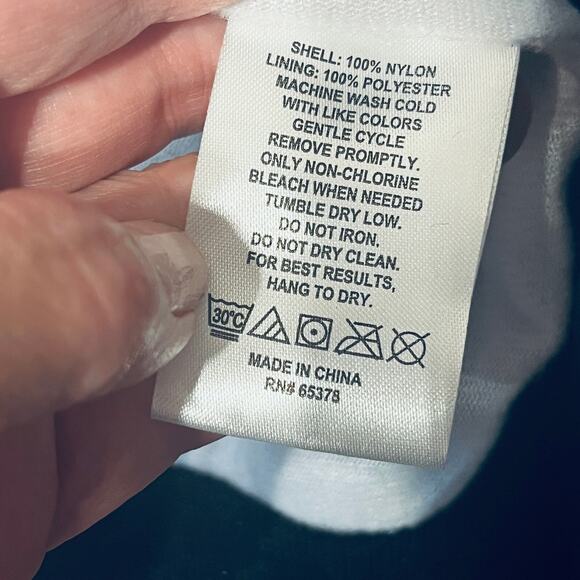 SHELL: 100% NYLON
LINING: 100% POLYESTER
MACHINE WASH COLD
WITH LIKE COLORS
GENTLE CYCLE
REMOVE PROMPTLY.
ONLY NON-CHLORINE
BLEACH WHEN NEEDED
TUMBLE DRY LOW.
DO NOT IRON.
DO NOT DRY CLEAN.
FOR BEST RESULTS,
HANG TO DRY.
30°C
MADE IN CHINA
RN# 65378